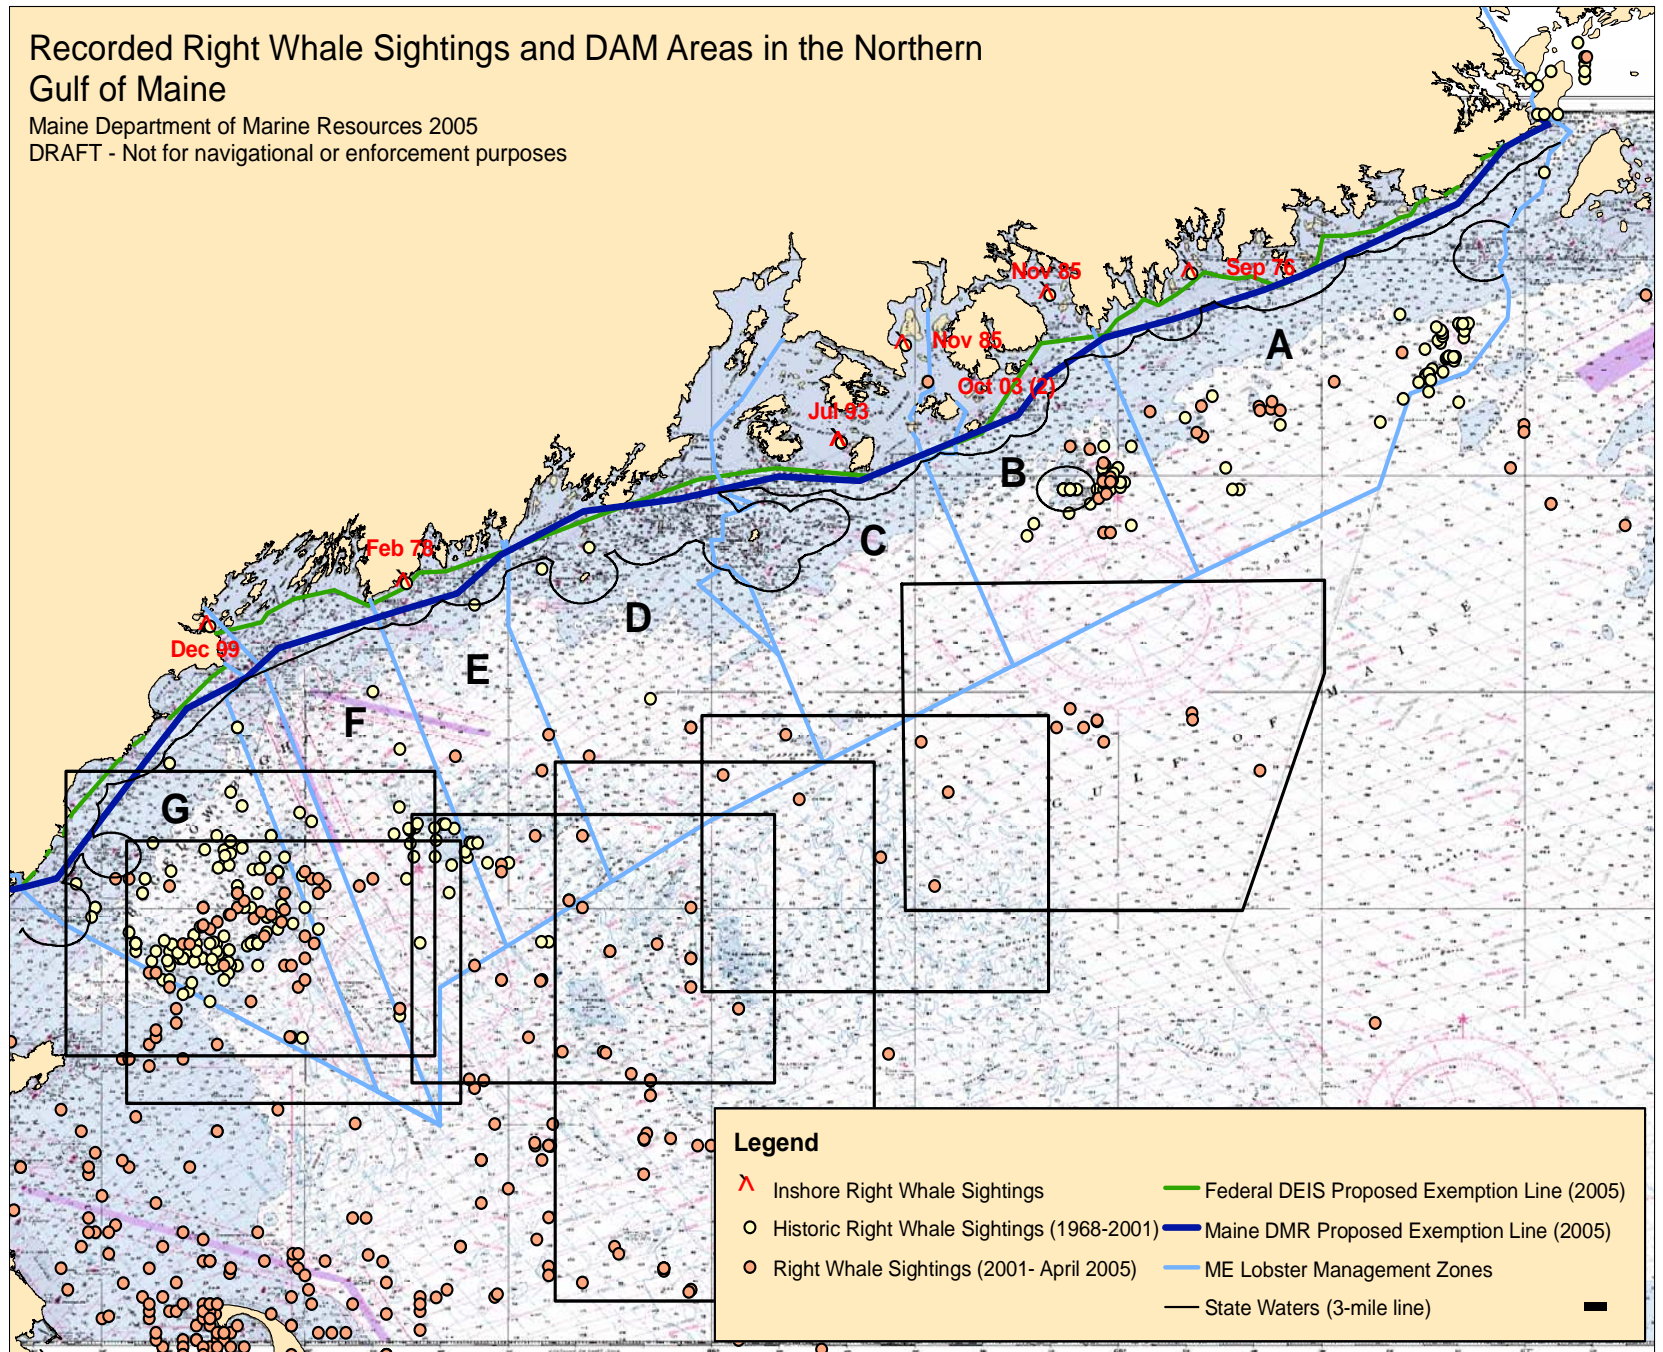 Recorded Right Whale Sightings and DAM Areas in the Northern
Gulf of Maine
Maine Department of Marine Resources 2005
DRAFT - Not for navigational or enforcement purposes
Nov 85
Sep 76
A
Nov 85
Oct 03 (2)
Jul 93
B
C
Feb 78
D
Dec 99
E
F
G
GULF OF MAINE
Legend
Inshore Right Whale Sightings
Historic Right Whale Sightings (1968-2001)
Right Whale Sightings (2001- April 2005)
Federal DEIS Proposed Exemption Line (2005)
Maine DMR Proposed Exemption Line (2005)
ME Lobster Management Zones
State Waters (3-mile line)